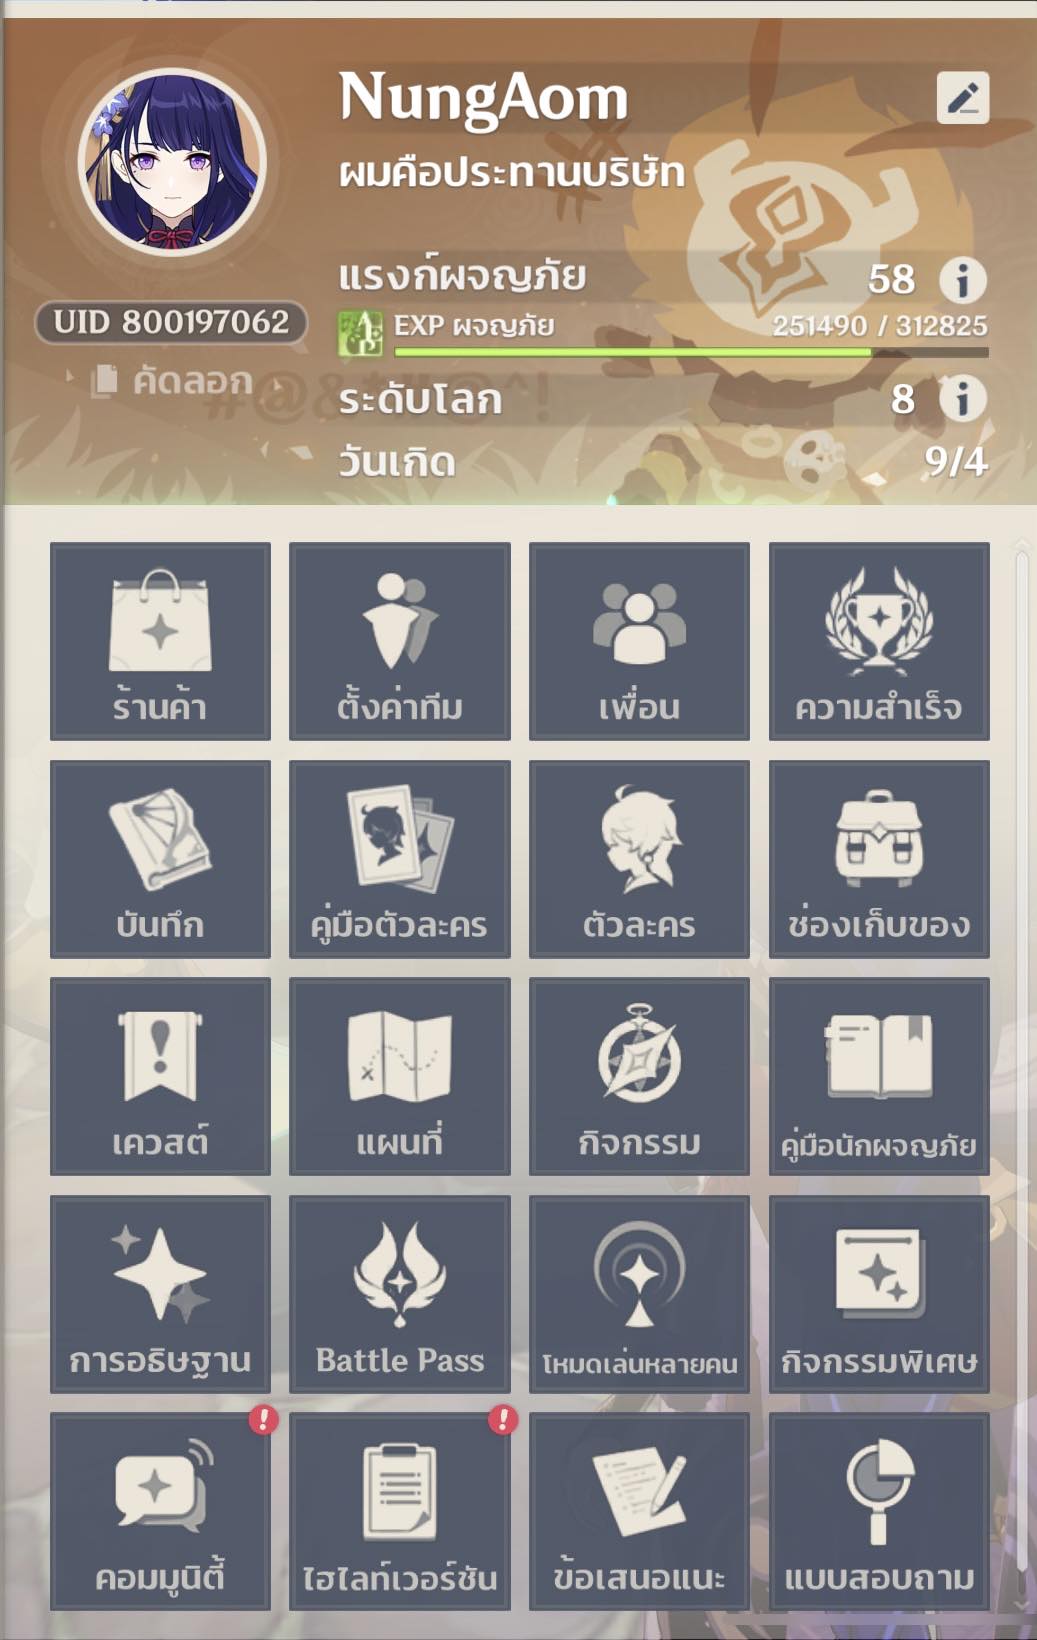 NungAom
ผมคือประทานบริษัท
แรงก์ผจญภัย 58
EXP ผจญภัย 251490 / 312825
UID 800197062
คัดลอก
#@&
^!
ระดับโลก 8
วันเกิด 9/4
ร้านค้า ตั้งค่าทีม เพื่อน ความสำเร็จ
บันทึก คู่มือตัวละคร ตัวละคร ช่องเก็บของ
เควสต์ แผนที่ กิจกรรม คู่มือนักผจญภัย
การอธิษฐาน Battle Pass โหมดเล่นหลายคน กิจกรรมพิเศษ
คอมมูนิตี้ ไฮไลท์เวอร์ชัน ข้อเสนอแนะ แบบสอบถาม